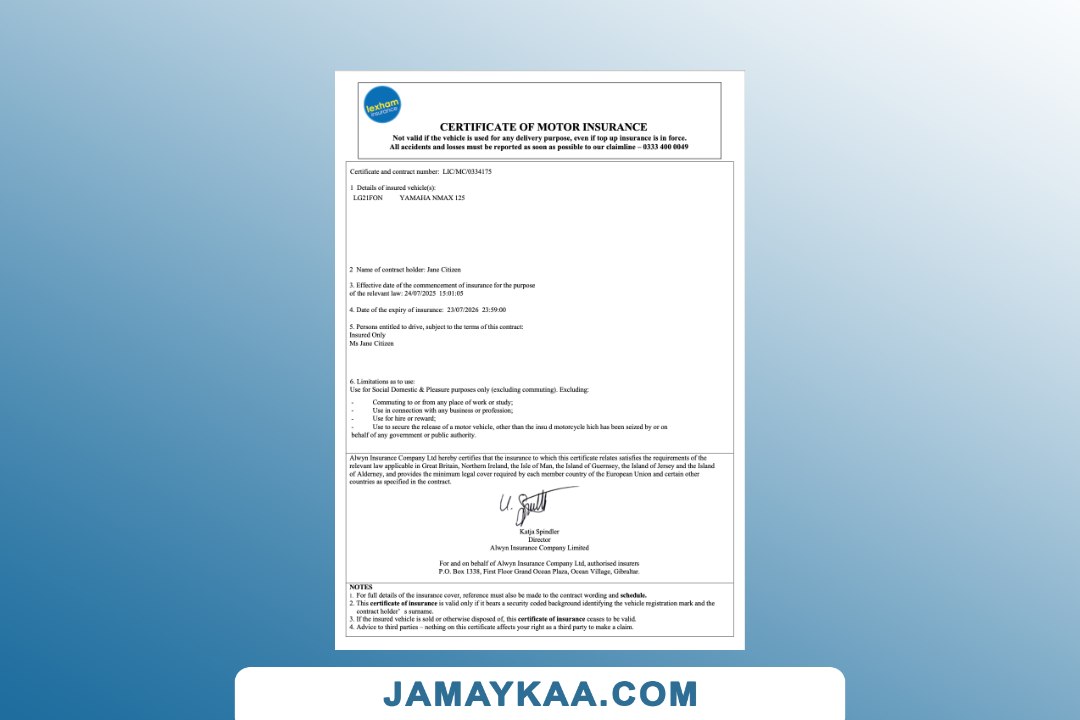 lexham
insurance
CERTIFICATE OF MOTOR INSURANCE
Not valid if the vehicle is used for any delivery purpose, even if top up insurance is in force.
All accidents and losses must be reported as soon as possible to our claimline – 0333 400 0049
Certificate and contract number: LIC/MC/0334175
1 Details of insured vehicle(s):
LG21FON YAMAHA NMAX 125
2 Name of contract holder: Jane Citizen
3. Effective date of the commencement of insurance for the purpose
of the relevant law: 24/07/2025 15:01:05
4. Date of the expiry of insurance: 23/07/2026 23:59:00
5. Persons entitled to drive, subject to the terms of this contract:
Insured Only
Ms Jane Citizen
6. Limitations as to use:
Use for Social Domestic & Pleasure purposes only (excluding commuting). Excluding:
- Commuting to or from any place of work or study;
- Use in connection with any business or profession;
- Use for hire or reward;
- Use to secure the release of a motor vehicle, other than the insu d motorcycle hich has been seized by or on
behalf of any government or public authority.
Alwyn Insurance Company Ltd hereby certifies that the insurance to which this certificate relates satisfies the requirements of the
relevant law applicable in Great Britain, Northern Ireland, the Isle of Man, the Island of Guernsey, the Island of Jersey and the Island
of Alderney, and provides the minimum legal cover required by each member country of the European Union and certain other
countries as specified in the contract.
Katja Spindler
Director
Alwyn Insurance Company Limited
For and on behalf of Alwyn Insurance Company Ltd, authorised insurers
P.O. Box 1338, First Floor Grand Ocean Plaza, Ocean Village, Gibraltar.
NOTES
1. For full details of the insurance cover, reference must also be made to the contract wording and schedule.
2. This certificate of insurance is valid only if it bears a security coded background identifying the vehicle registration mark and the
contract holder' s surname.
3. If the insured vehicle is sold or otherwise disposed of, this certificate of insurance ceases to be valid.
4. Advice to third parties – nothing on this certificate affects your right as a third party to make a claim.
JAMAYKAA.COM